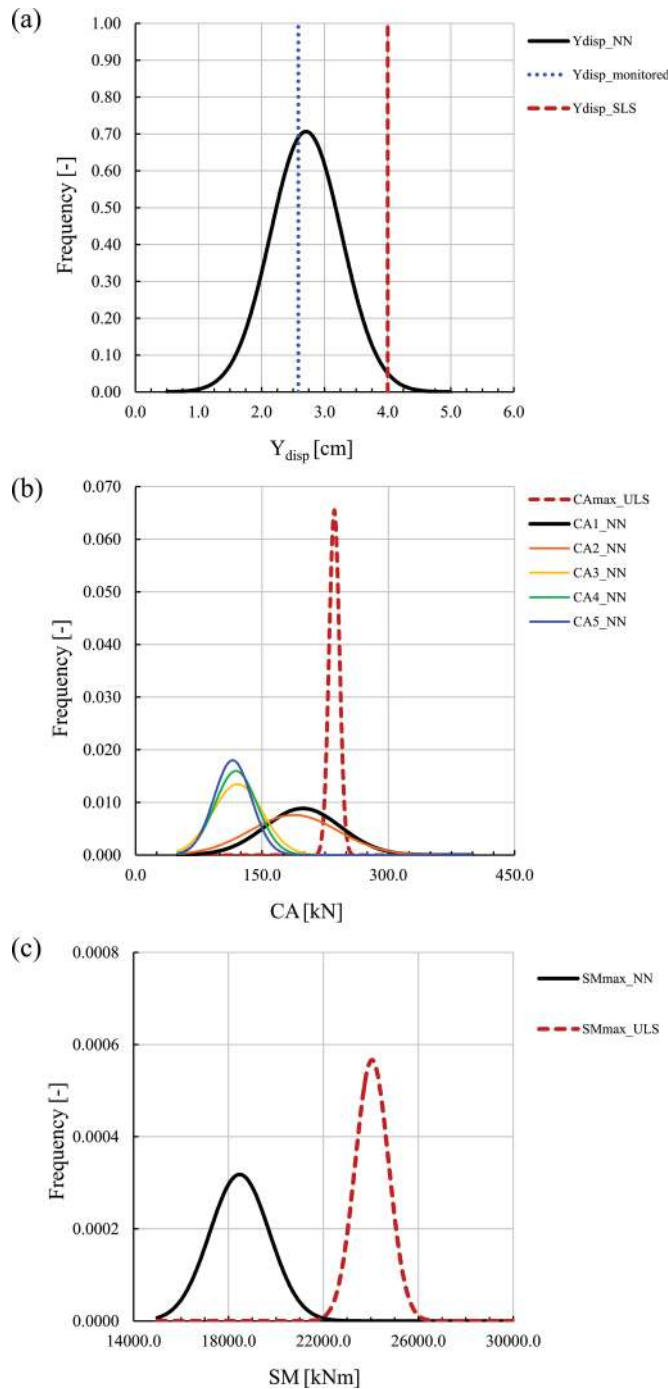 (a)
1.00
0.90
0.80
0.70
0.60
0.50
0.40
0.30
0.20
0.10
0.00
Frequency [-]
0.0 1.0 2.0 3.0 4.0 5.0 6.0
Ydisp [cm]
Ydisp_NN
Ydisp_monitored
Ydisp_SLS
(b)
0.070
0.060
0.050
0.040
0.030
0.020
0.010
0.000
Frequency [-]
0.0 150.0 300.0 450.0
CA [kN]
CAmax_ULS
CA1_NN
CA2_NN
CA3_NN
CA4_NN
CA5_NN
(c)
0.0008
0.0006
0.0004
0.0002
0.0000
Frequency [-]
14000.0 18000.0 22000.0 26000.0 30000.0
SM [kNm]
SMmax_NN
SMmax_ULS